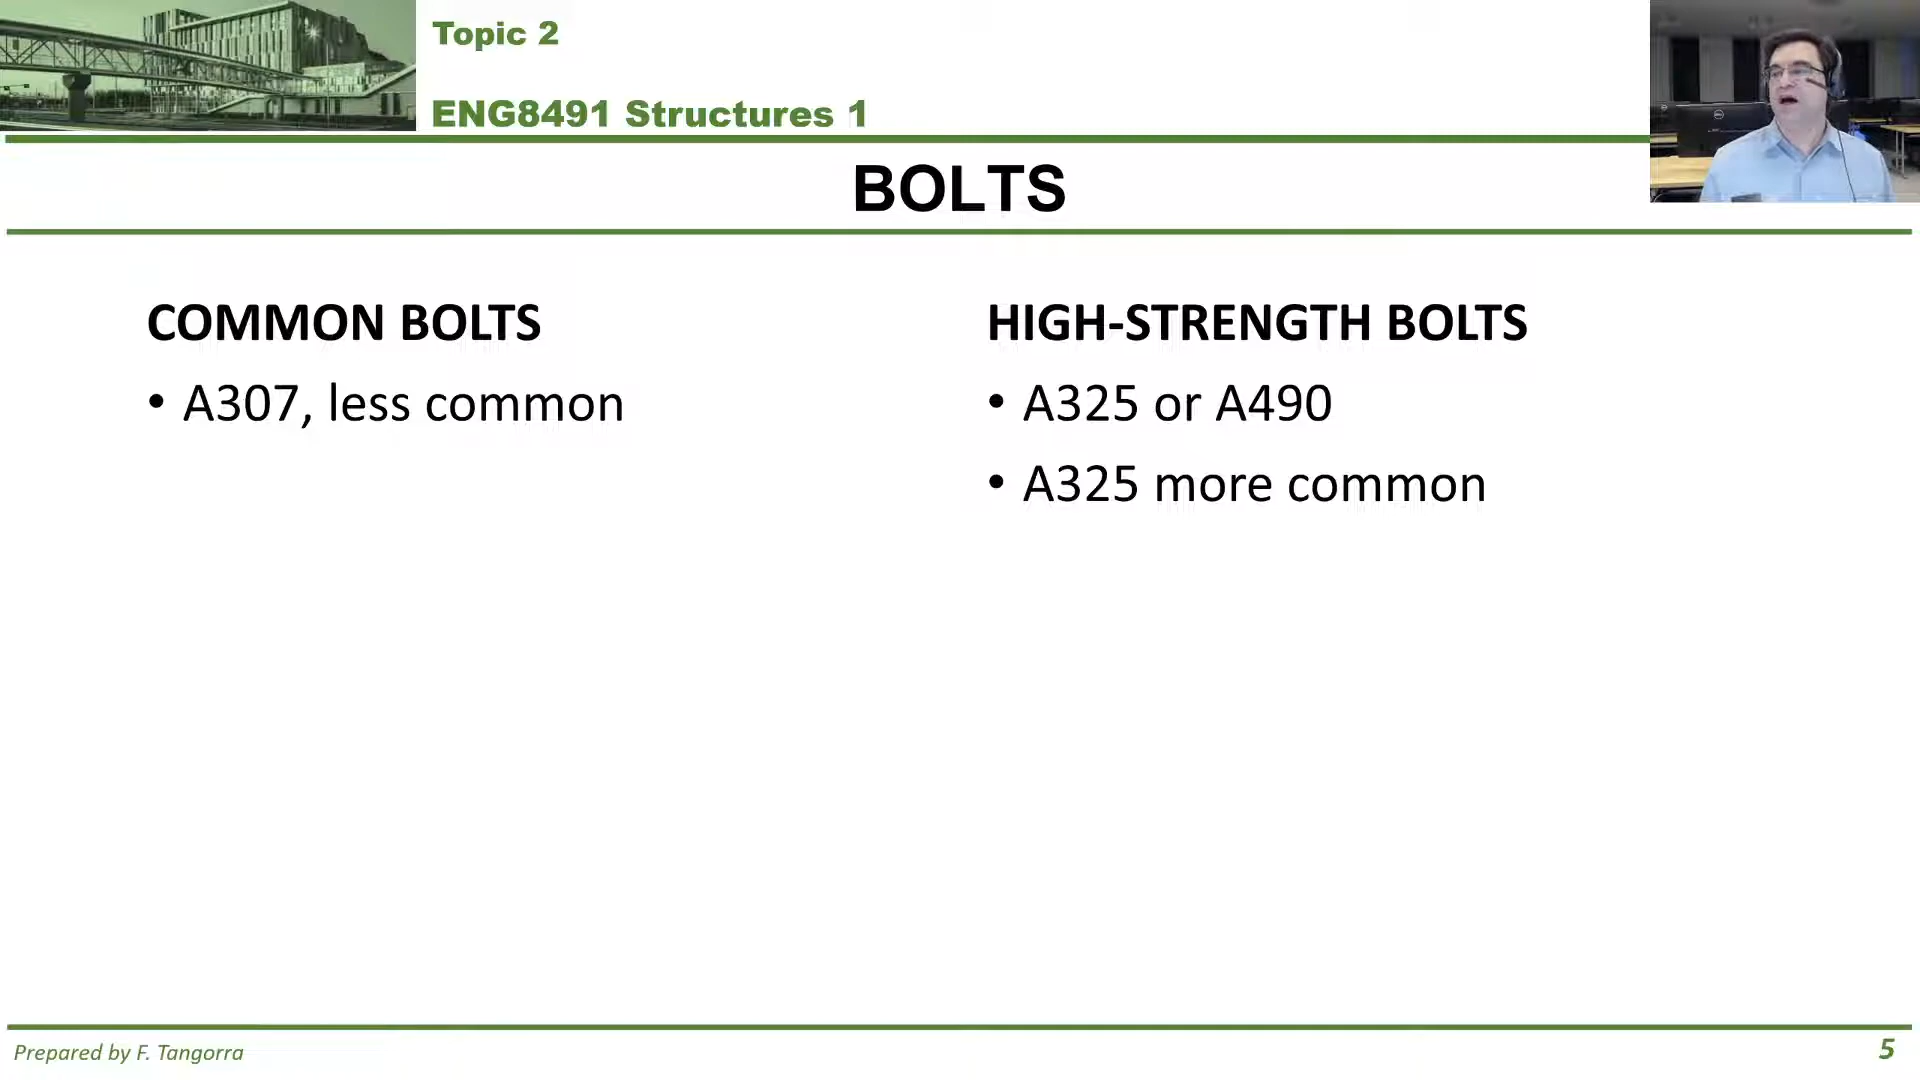 Topic 2
ENG8491 Structures 1
BOLTS
COMMON BOLTS
• A307, less common
HIGH-STRENGTH BOLTS
• A325 or A490
• A325 more common
Prepared by F. Tangorra
5